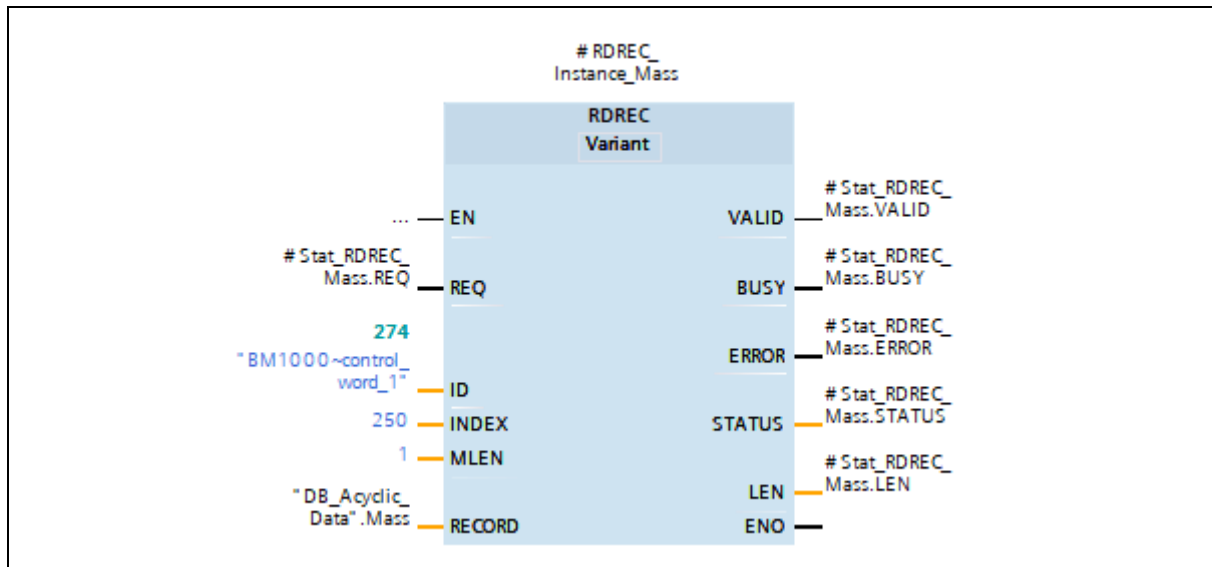 # RDREC_
Instance_Mass
RDREC
Variant
... EN
# Stat_RDREC_
Mass.REQ
REQ
274
"BM1000~control_
word_1"
ID
250 INDEX
1 MLEN
"DB_Acyclic_
Data".Mass
RECORD
VALID
# Stat_RDREC_
Mass.VALID
BUSY
# Stat_RDREC_
Mass.BUSY
ERROR
# Stat_RDREC_
Mass.ERROR
STATUS
# Stat_RDREC_
Mass.STATUS
LEN
# Stat_RDREC_
Mass.LEN
ENO